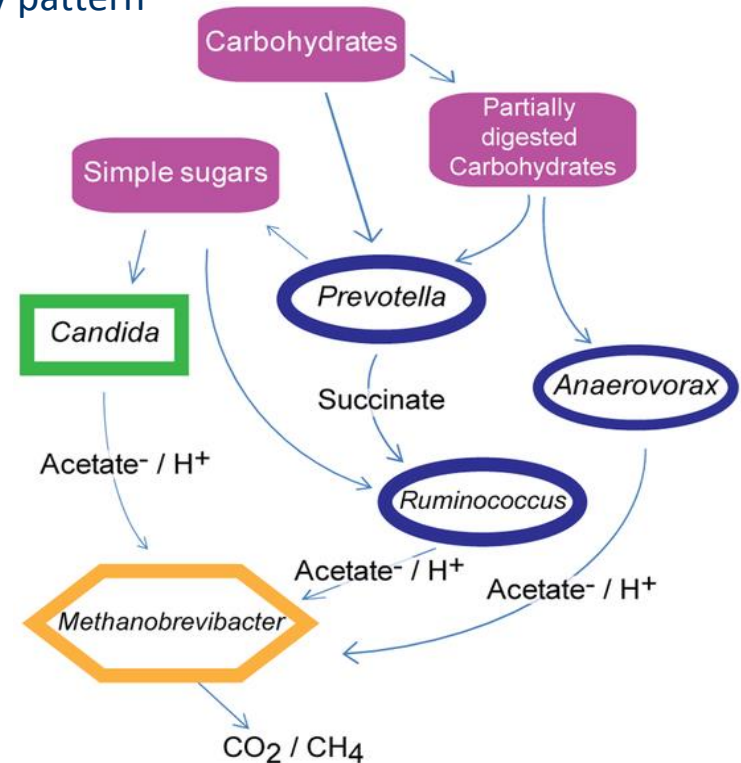 pattern
Carbohydrates
Partially
digested
Carbohydrates
Simple sugars
Prevotella
Candida
Anaerovorax
Succinate
Acetate⁻ / H⁺
Ruminococcus
Acetate⁻ / H⁺
Acetate⁻ / H⁺
Methanobrevibacter
CO₂ / CH₄